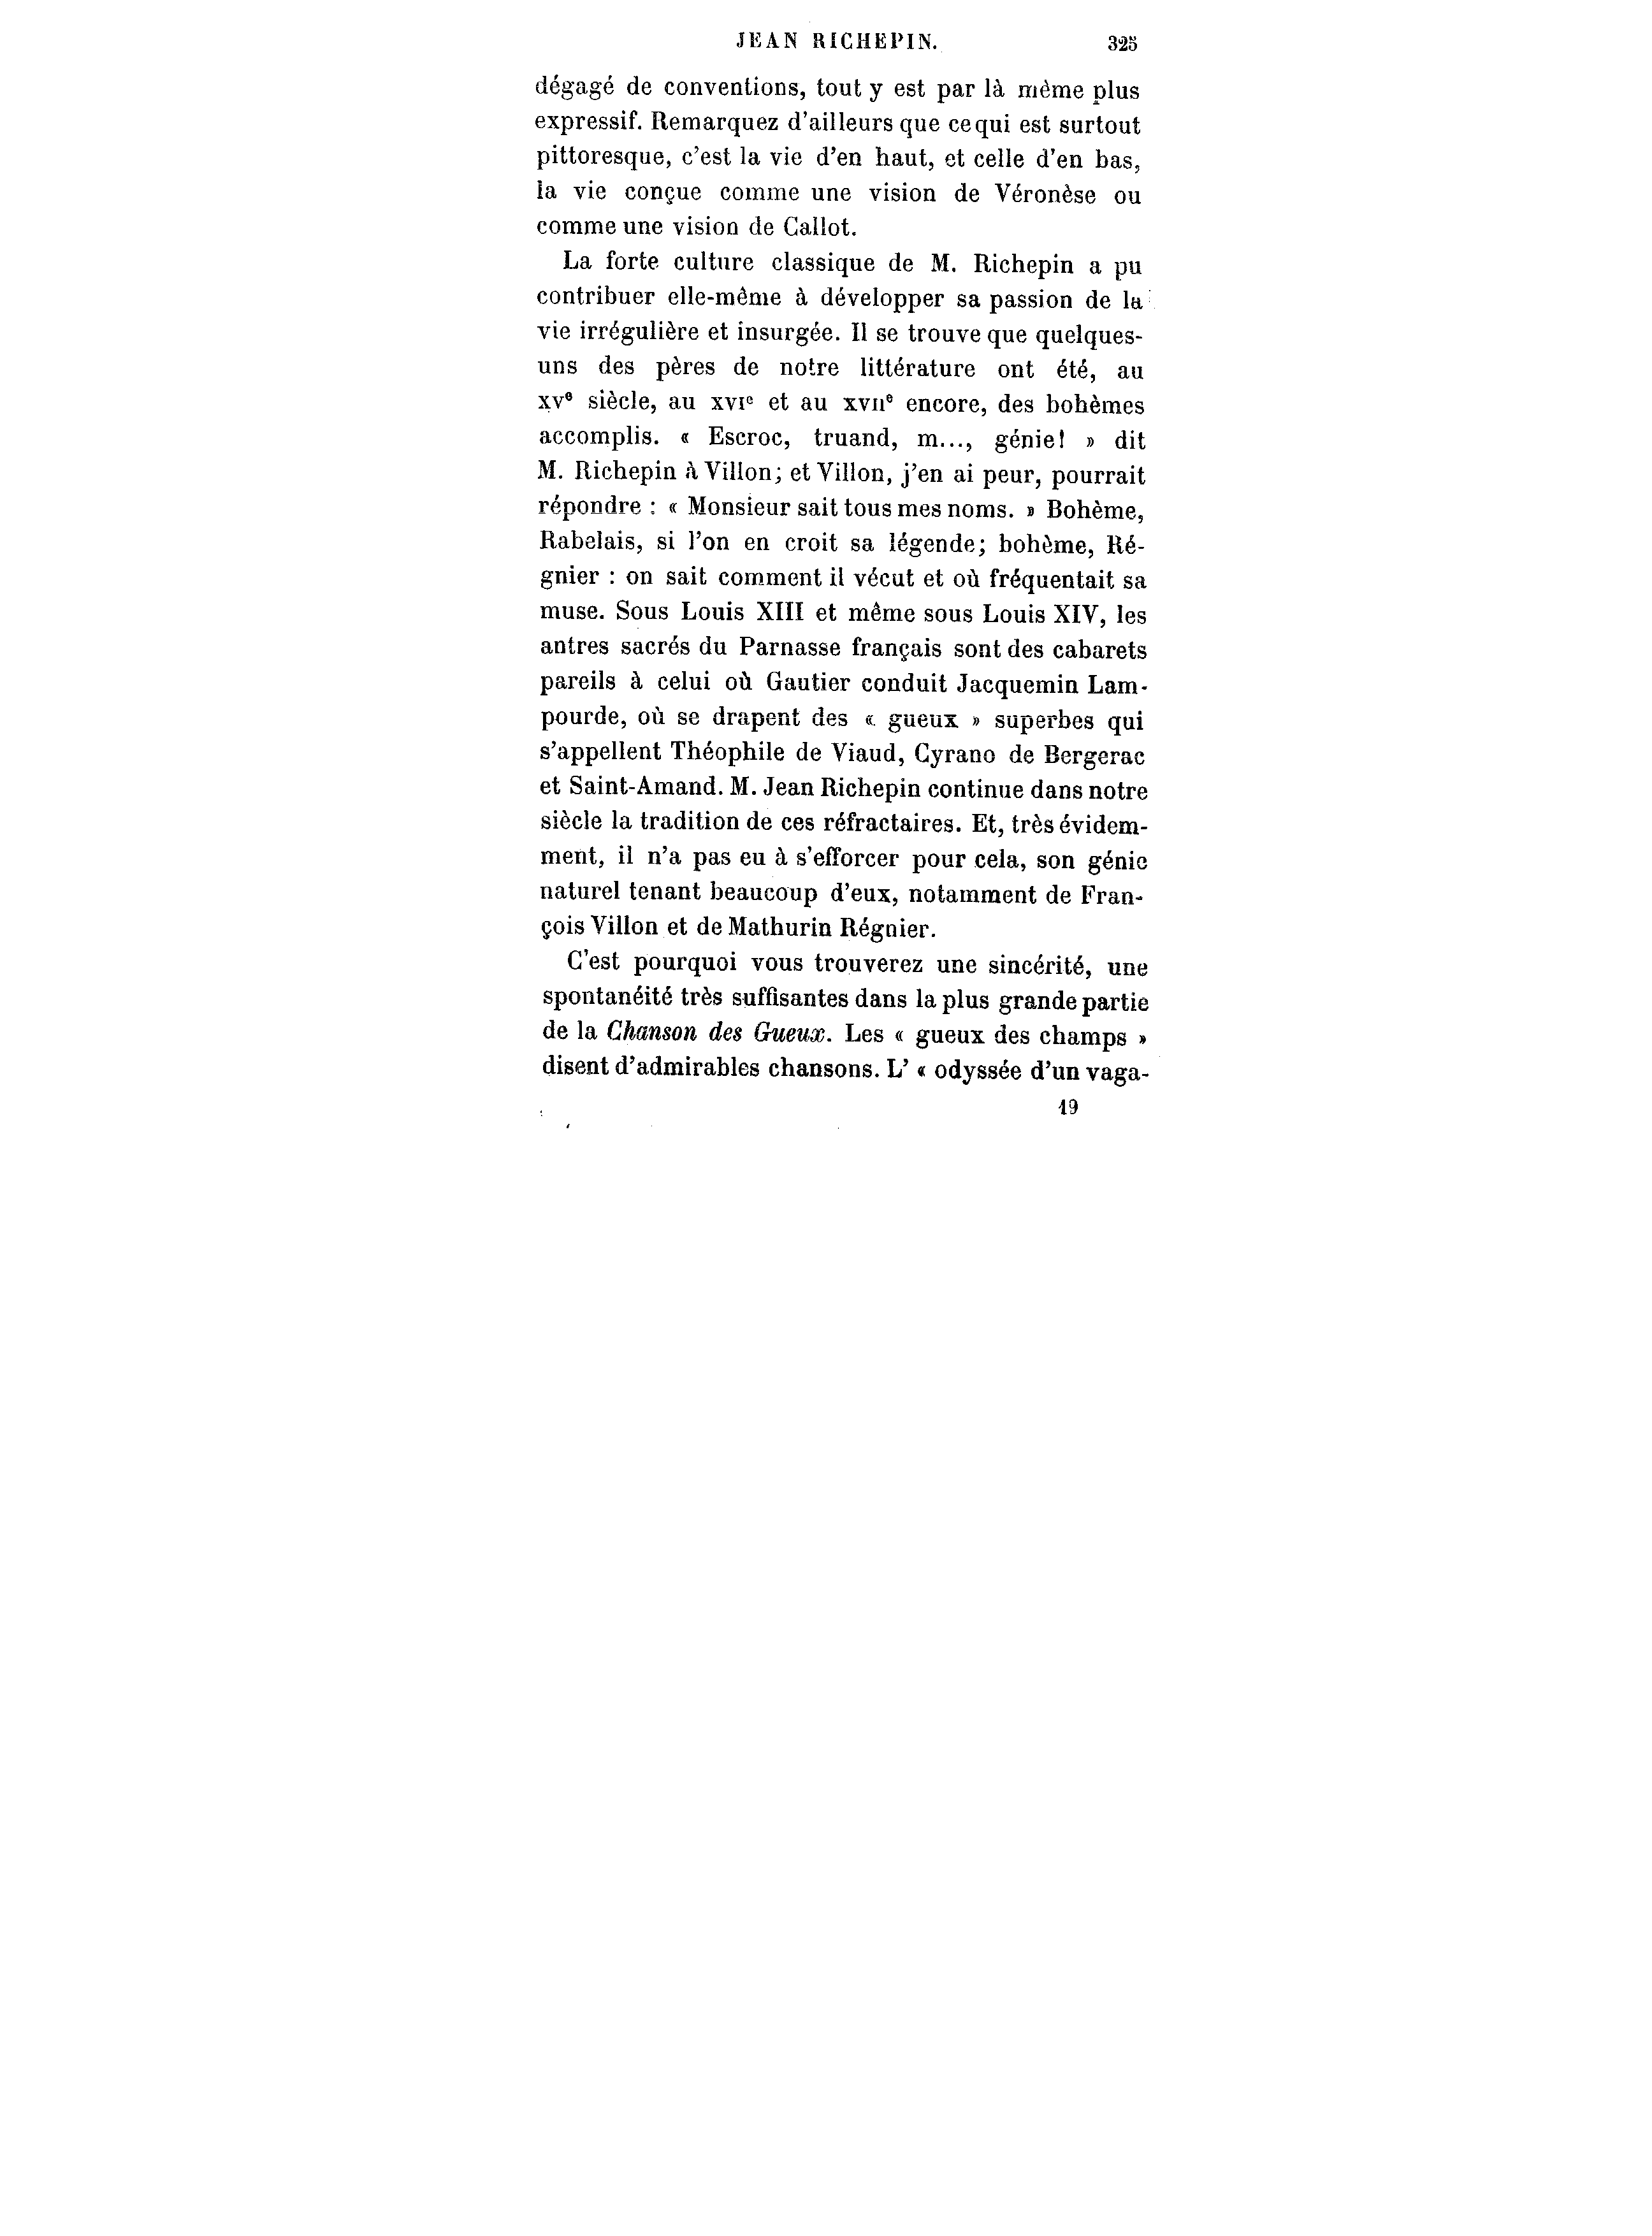 JEAN RICHEPIN. 325
dégagé de conventions, tout y est par là même plus
expressif. Remarquez d'ailleurs que ce qui est surtout
pittoresque, c'est la vie d'en haut, et celle d'en bas,
la vie conçue comme une vision de Véronèse ou
comme une vision de Callot.
La forte culture classique de M. Richepin a pu
contribuer elle-même à développer sa passion de la
vie irrégulière et insurgée. Il se trouve que quelques-
uns des pères de notre littérature ont été, au
XVe siècle, au XVIe et au XVIIe encore, des bohèmes
accomplis. « Escroc, truand, m..., génie! » dit
M. Richepin à Villon; et Villon, j'en ai peur, pourrait
répondre : « Monsieur sait tous mes noms. » Bohème,
Rabelais, si l'on en croit sa légende; bohème, Ré-
gnier : on sait comment il vécut et où fréquentait sa
muse. Sous Louis XIII et même sous Louis XIV, les
antres sacrés du Parnasse français sont des cabarets
pareils à celui où Gautier conduit Jacquemin Lam-
pourde, où se drapent des « gueux » superbes qui
s'appellent Théophile de Viaud, Cyrano de Bergerac
et Saint-Amand. M. Jean Richepin continue dans notre
siècle la tradition de ces réfractaires. Et, très évidem-
ment, il n'a pas eu à s'efforcer pour cela, son génie
naturel tenant beaucoup d'eux, notamment de Fran-
çois Villon et de Mathurin Régnier.
C'est pourquoi vous trouverez une sincérité, une
spontanéité très suffisantes dans la plus grande partie
de la Chanson des Gueux. Les « gueux des champs »
disent d'admirables chansons. L' « odyssée d'un vaga-
19